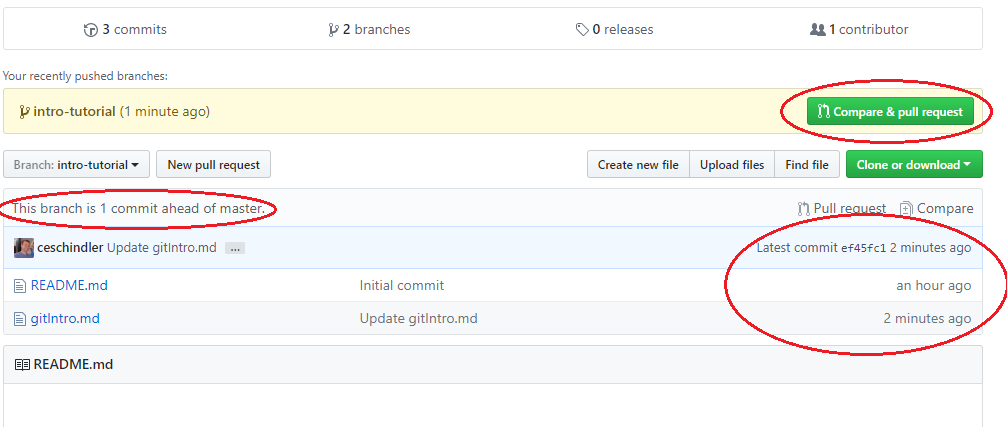 3 commits 2 branches 0 releases 1 contributor
Your recently pushed branches:
intro-tutorial (1 minute ago) Compare & pull request
Branch: intro-tutorial New pull request Create new file Upload files Find file Clone or download
This branch is 1 commit ahead of master. Pull request Compare
ceschindler Update gitIntro.md ... Latest commit ef45fc1 2 minutes ago
README.md Initial commit an hour ago
gitIntro.md Update gitIntro.md 2 minutes ago
README.md